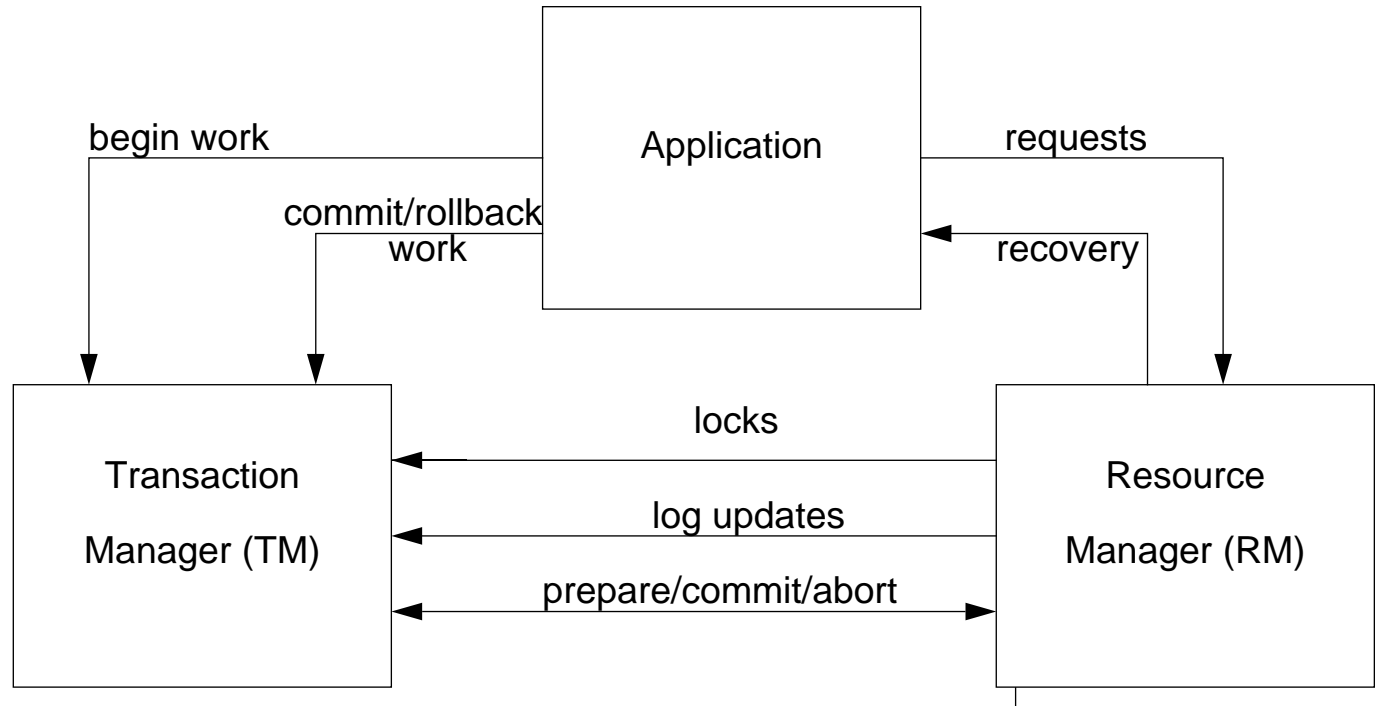 begin work
Application
requests
commit/rollback
work
recovery
locks
Transaction
Manager (TM)
Resource
Manager (RM)
log updates
prepare/commit/abort